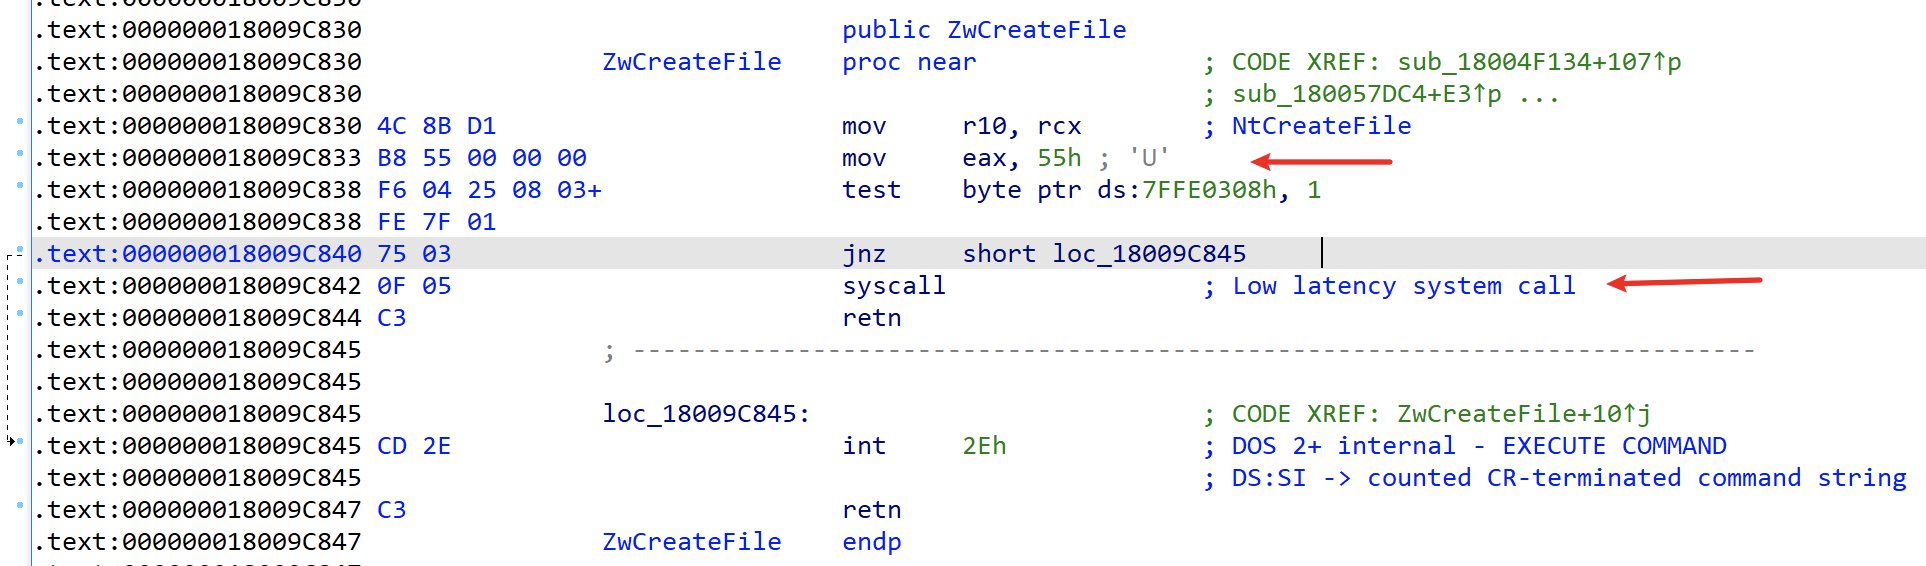 .text:000000018009C830
.text:000000018009C830 public ZwCreateFile
.text:000000018009C830 ZwCreateFile proc near ; CODE XREF: sub_18004F134+107↑p
.text:000000018009C830 ; sub_180057DC4+E3↑p ...
.text:000000018009C830 4C 8B D1 mov r10, rcx ; NtCreateFile
.text:000000018009C833 B8 55 00 00 00 mov eax, 55h ; 'U'
.text:000000018009C838 F6 04 25 08 03+ test byte ptr ds:7FFE0308h, 1
.text:000000018009C838 FE 7F 01
.text:000000018009C840 75 03 jnz short loc_18009C845
.text:000000018009C842 0F 05 syscall ; Low latency system call
.text:000000018009C844 C3 retn
.text:000000018009C845 ; ---------------------------------------------------------------------------
.text:000000018009C845
.text:000000018009C845 loc_18009C845: ; CODE XREF: ZwCreateFile+10↑j
.text:000000018009C845 CD 2E int 2Eh ; DOS 2+ internal - EXECUTE COMMAND
.text:000000018009C845 ; DS:SI -> counted CR-terminated command string
.text:000000018009C847 C3 retn
.text:000000018009C847 ZwCreateFile endp